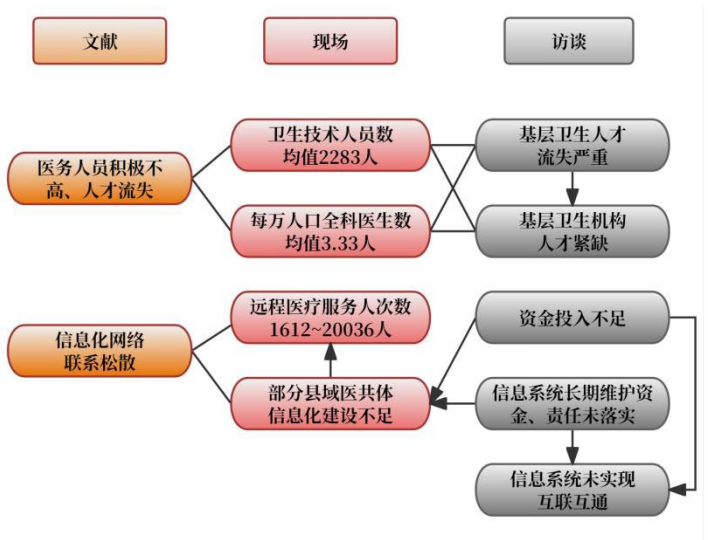 文献
现场
访谈
医务人员积极不
高、人才流失
卫生技术人员数
均值2283人
每万人口全科医生数
均值3.33人
基层卫生人才
流失严重
基层卫生机构
人才紧缺
信息化网络
联系松散
远程医疗服务人次数
1612~20036人
部分县域医共体
信息化建设不足
资金投入不足
信息系统长期维护资
金、责任未落实
信息系统未实现
互联互通